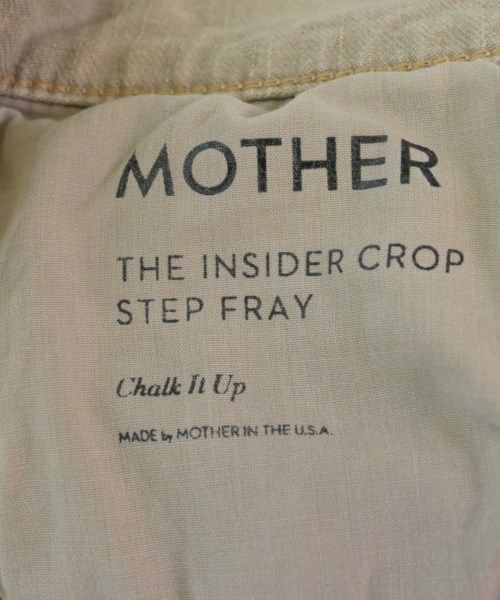 MOTHER
THE INSIDER CROP
STEP FRAY
Chalk It Up
MADE by MOTHER IN THE U.S.A.